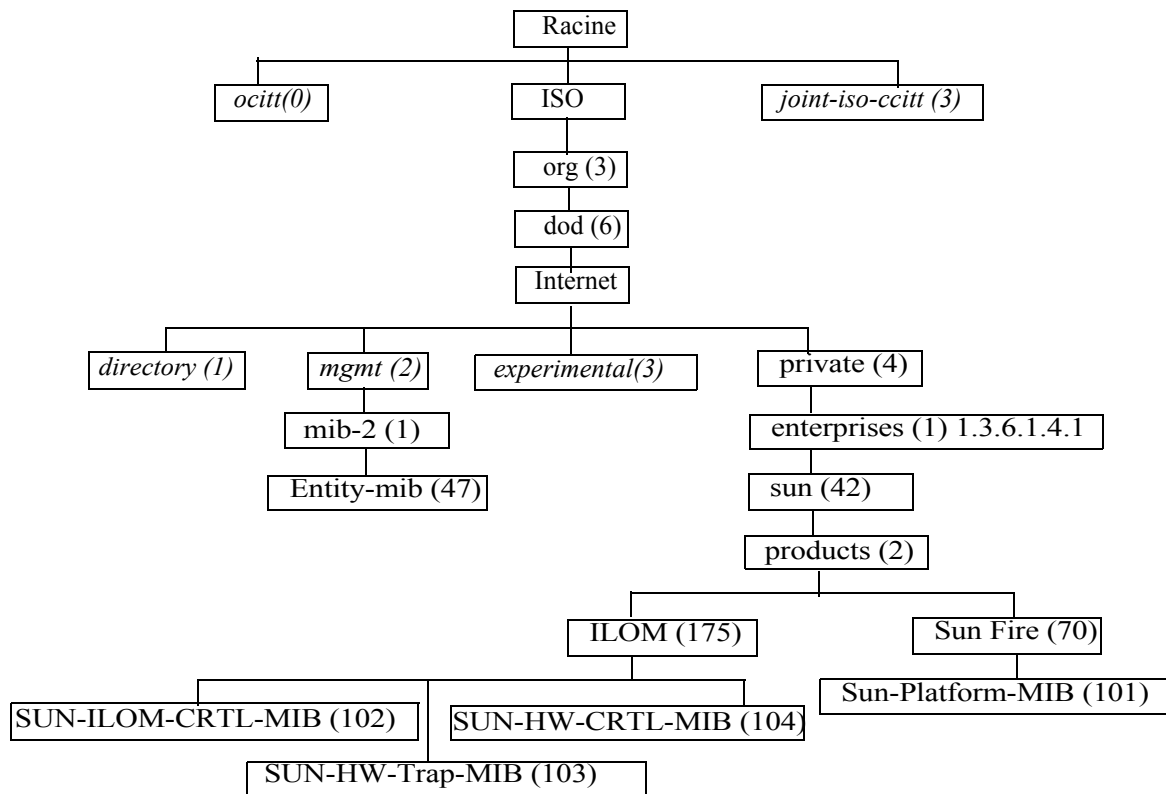 Racine
ocitt(0)
ISO
joint-iso-ccitt (3)
org (3)
dod (6)
Internet
directory (1)
mgmt (2)
experimental(3)
private (4)
mib-2 (1)
enterprises (1) 1.3.6.1.4.1
Entity-mib (47)
sun (42)
products (2)
ILOM (175)
Sun Fire (70)
Sun-Platform-MIB (101)
SUN-ILOM-CRTL-MIB (102)
SUN-HW-CRTL-MIB (104)
SUN-HW-Trap-MIB (103)